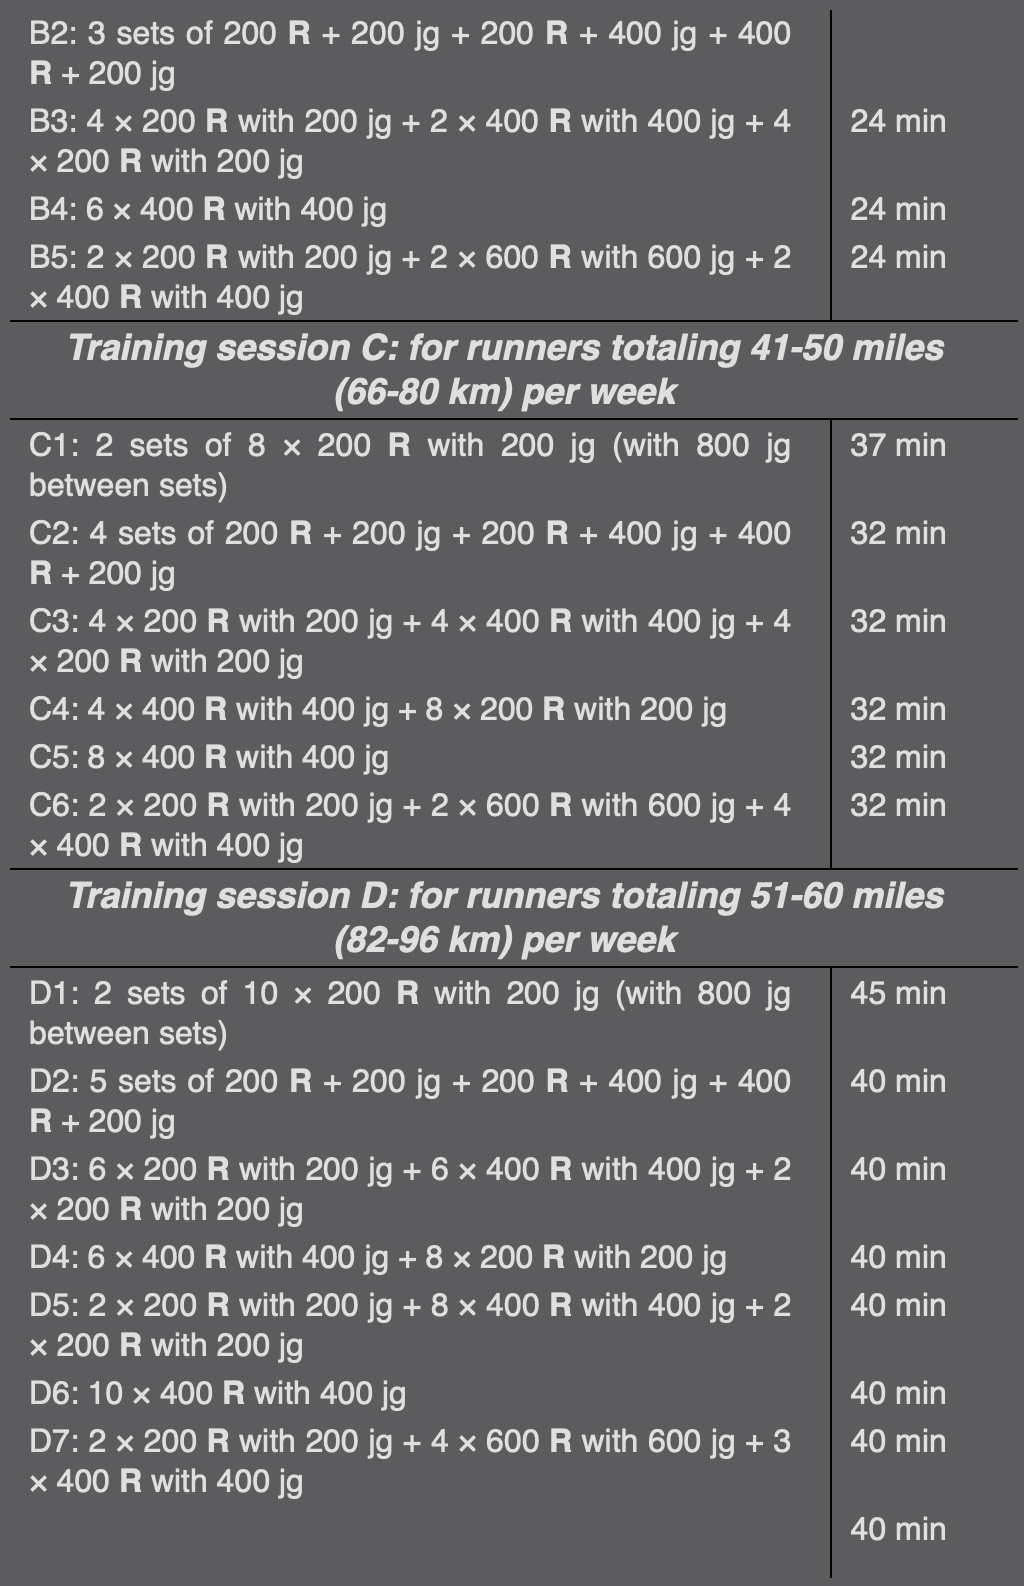 B2: 3 sets of 200 R + 200 jg + 200 R + 400 jg + 400
R + 200 jg
B3: 4 × 200 R with 200 jg + 2 × 400 R with 400 jg + 4
× 200 R with 200 jg
24 min
B4: 6 × 400 R with 400 jg
24 min
B5: 2 × 200 R with 200 jg + 2 × 600 R with 600 jg + 2
× 400 R with 400 jg
24 min
Training session C: for runners totaling 41-50 miles
(66-80 km) per week
C1: 2 sets of 8 × 200 R with 200 jg (with 800 jg
between sets)
37 min
C2: 4 sets of 200 R + 200 jg + 200 R + 400 jg + 400
R + 200 jg
32 min
C3: 4 × 200 R with 200 jg + 4 × 400 R with 400 jg + 4
× 200 R with 200 jg
32 min
C4: 4 × 400 R with 400 jg + 8 × 200 R with 200 jg
32 min
C5: 8 × 400 R with 400 jg
32 min
C6: 2 × 200 R with 200 jg + 2 × 600 R with 600 jg + 4
× 400 R with 400 jg
32 min
Training session D: for runners totaling 51-60 miles
(82-96 km) per week
D1: 2 sets of 10 × 200 R with 200 jg (with 800 jg
between sets)
45 min
D2: 5 sets of 200 R + 200 jg + 200 R + 400 jg + 400
R + 200 jg
40 min
D3: 6 × 200 R with 200 jg + 6 × 400 R with 400 jg + 2
× 200 R with 200 jg
40 min
D4: 6 × 400 R with 400 jg + 8 × 200 R with 200 jg
40 min
D5: 2 × 200 R with 200 jg + 8 × 400 R with 400 jg + 2
× 200 R with 200 jg
40 min
D6: 10 × 400 R with 400 jg
40 min
D7: 2 × 200 R with 200 jg + 4 × 600 R with 600 jg + 3
× 400 R with 400 jg
40 min
40 min